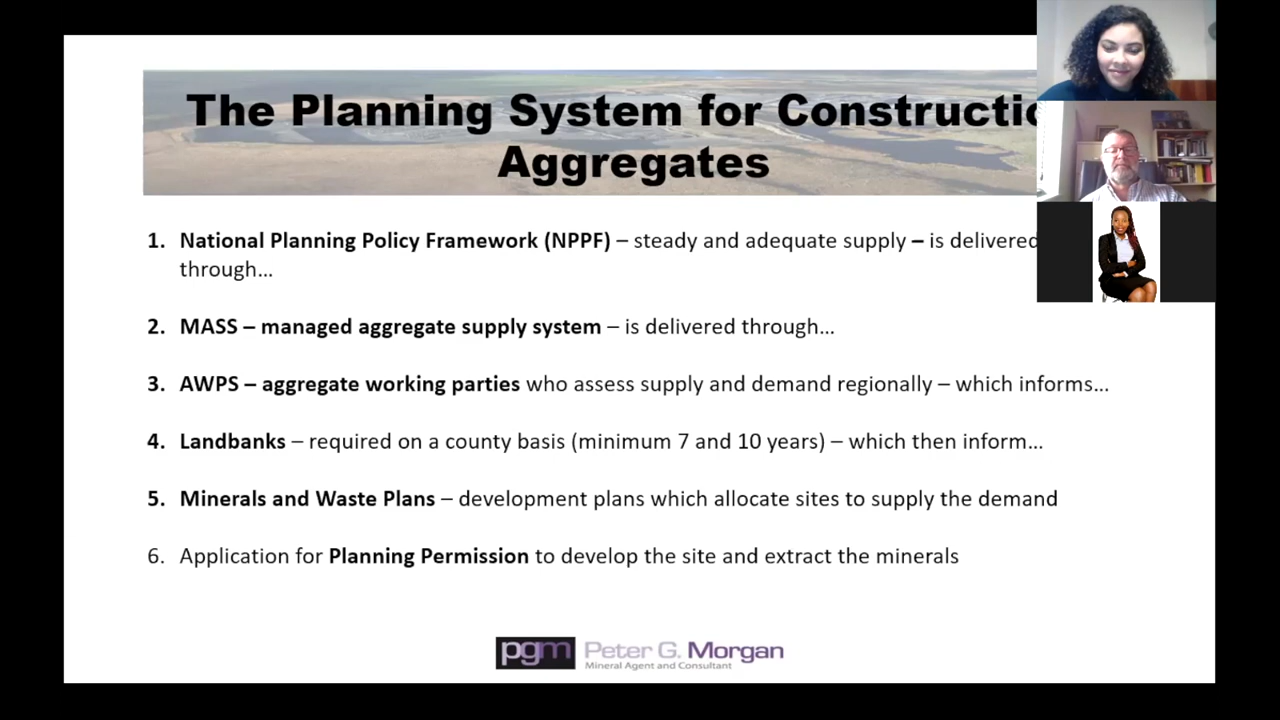 The Planning System for Constructio
Aggregates
1. National Planning Policy Framework (NPPF) – steady and adequate supply – is delivered
through...
2. MASS – managed aggregate supply system – is delivered through...
3. AWPS – aggregate working parties who assess supply and demand regionally – which informs...
4. Landbanks – required on a county basis (minimum 7 and 10 years) – which then inform...
5. Minerals and Waste Plans – development plans which allocate sites to supply the demand
6. Application for Planning Permission to develop the site and extract the minerals
pgm Peter G. Morgan
Mineral Agent and Consultant